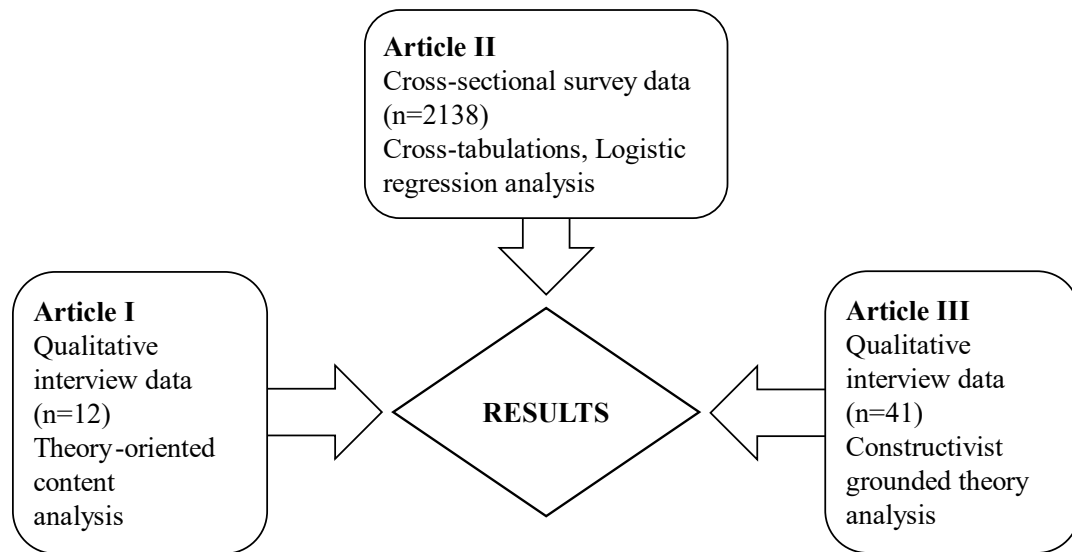 Article II
Cross-sectional survey data
(n=2138)
Cross-tabulations, Logistic
regression analysis
Article I
Qualitative
interview data
(n=12)
Theory-oriented
content
analysis
RESULTS
Article III
Qualitative
interview data
(n=41)
Constructivist
grounded theory
analysis